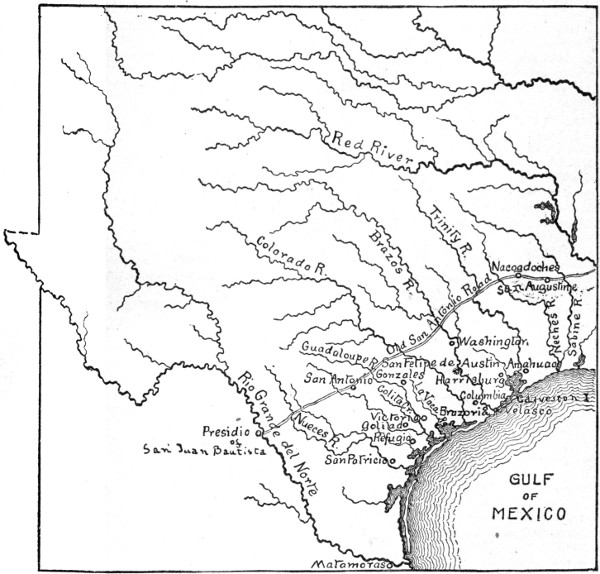 Red River
Trinity R.
Brazos R.
Colorado R.
Nacogdoches
San Augustine
Old San Antonio Road
Neches R.
Sabine R.
Washington
Guadaloupe R.
San Felipe de Austin
Anahuac
Gonzales
Harrisburg
San Antonio
La Vaca
Columbia
Galveston I
Brazoria
Velasco
Victoria
Goliad
Refugio
Rio Grande del Norte
Nueces R.
Presidio
of
San Juan Bautista
San Patricio
GULF
OF
MEXICO
Matamoras